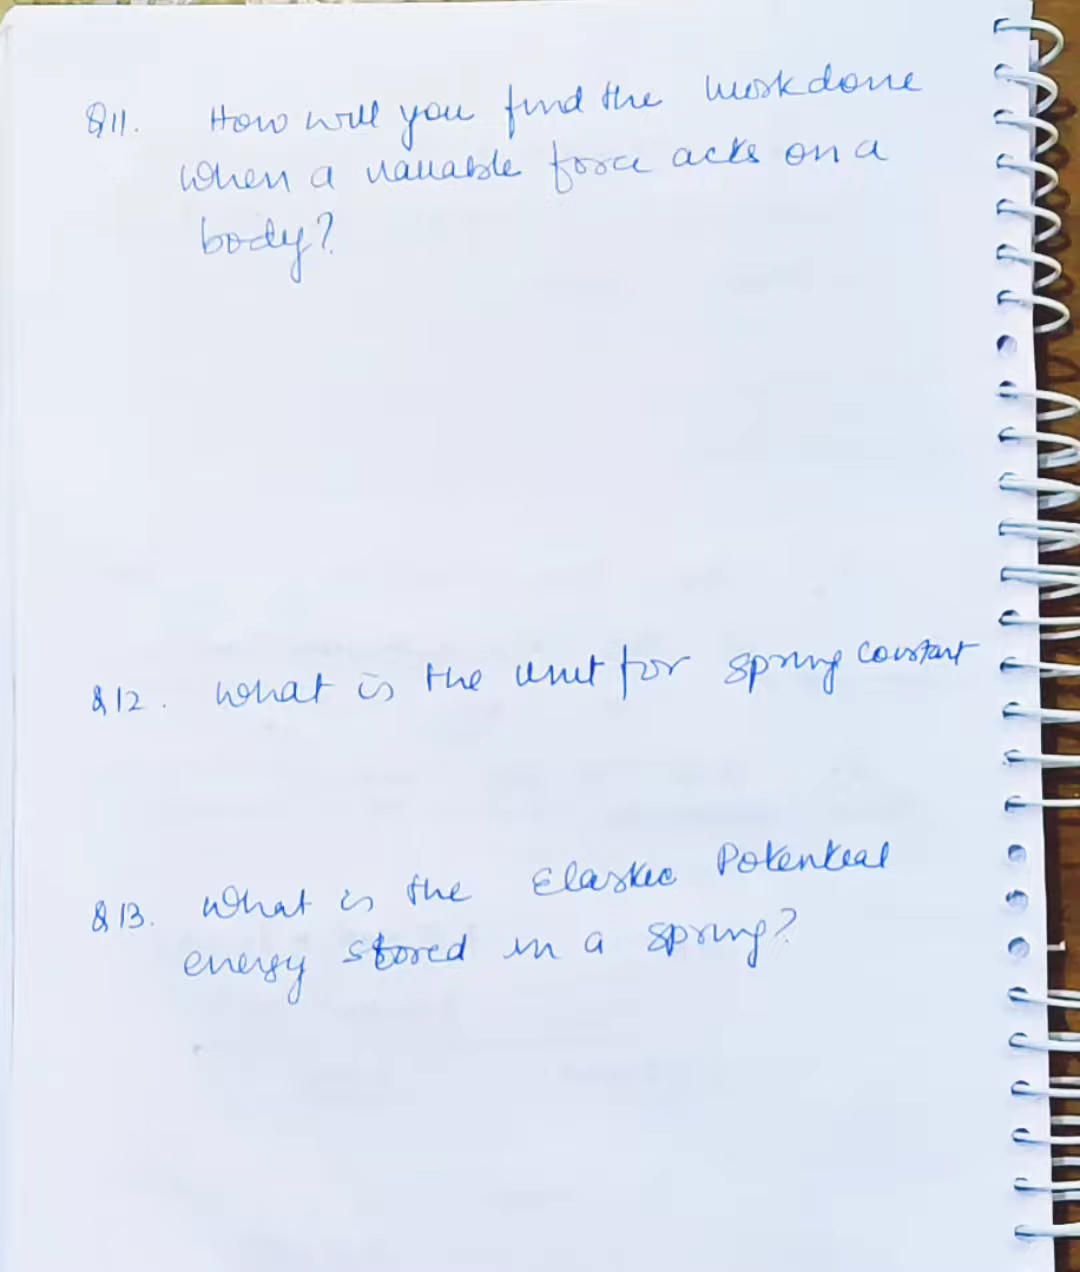 Q11. How will you find the workdone
when a variable force acts on a
body?
Q12. What is the unit for spring constant
Q13. What is the Elastic Potential
energy stored in a spring?